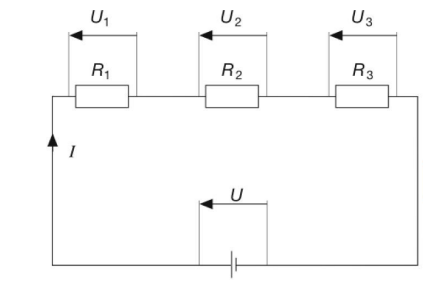 U₁ U₂ U₃
R₁ R₂ R₃
I
U